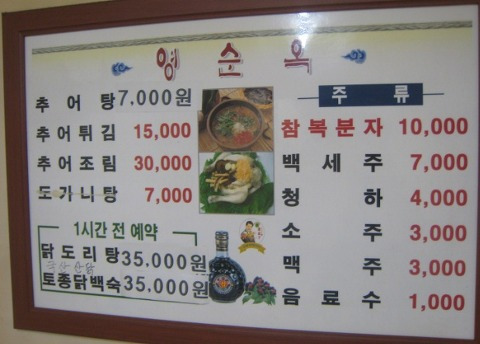 영순옥
추어탕 7.000원
추어튀김 15,000
추어조림 30,000
도가니탕 7,000
1시간 전 예약
닭도리탕 35.000원
토종닭백숙 35.000원
주류
참복분자 10,000
백세주 7,000
청하 4,000
소주 3,000
맥주 3,000
음료수 1,000